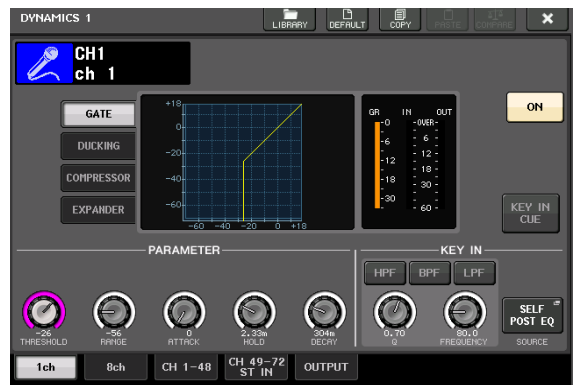 DYNAMICS 1
LIBRARY DEFAULT COPY PASTE COMPARE
CH1
ch 1
GATE
DUCKING
COMPRESSOR
EXPANDER
+18
0
-20
-40
-60
-60 -40 -20 0 +18
GR IN OUT
-0 -OVER-
-6 - 6 -
-12 - 12 -
-18 - 18 -
-30 - 30 -
- 60 -
ON
KEY IN
CUE
PARAMETER
-26 -56 0 2.33m 304m
THRESHOLD RANGE ATTACK HOLD DECAY
KEY IN
HPF BPF LPF
0.70 80.0
Q FREQUENCY
SELF
POST EQ
SOURCE
1ch 8ch CH 1-48 CH 49-72
ST IN OUTPUT